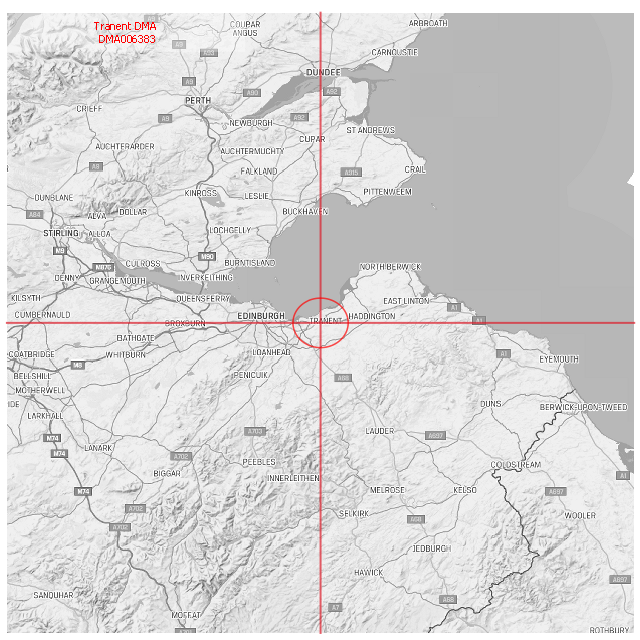 ARBROATH
Tranent DMA
COUPAR
ANGUS
DMA006383
A9
A93
CARNOUSTIE
DUNDEE
A9
A90
A92
PERTH
CRIEFF
A9
NEWBURGH
A92
ST ANDREWS
CUPAR
AUCHTERARDER
AUCHTERMUCHTY
A9
FALKLAND
A915
CRAIL
KINROSS
LESLIE
PITTENWEEM
DUNBLANE
A84
ALVA
DOLLAR
BUCKHAVEN
STIRLING
ALLOA
LOCHGELLY
M9
M90
CULROSS
BURNTISLAND
M876
NORTH BERWICK
DENNY
GRANGEMOUTH
INVERKEITHING
KILSYTH
QUEENSFERRY
EAST LINTON
A1
CUMBERNAULD
EDINBURGH
TRANENT
HADDINGTON
A1
BROXBURN
BATHGATE
COATBRIDGE
WHITBURN
LOANHEAD
A1
EYEMOUTH
M8
BELLSHILL
PENICUIK
A68
MOTHERWELL
IDE
DUNS
BERWICK-UPON-TWEED
LARKHALL
M74
LAUDER
A697
A703
M74
LANARK
A702
PEEBLES
COLDSTREAM
BIGGAR
INNERLEITHEN
A1
M74
MELROSE
KELSO
A697
A702
SELKIRK
A68
WOOLER
A702
JEDBURGH
HAWICK
A697
SANQUHAR
A68
A7
MOFFAT
ROTHBURY